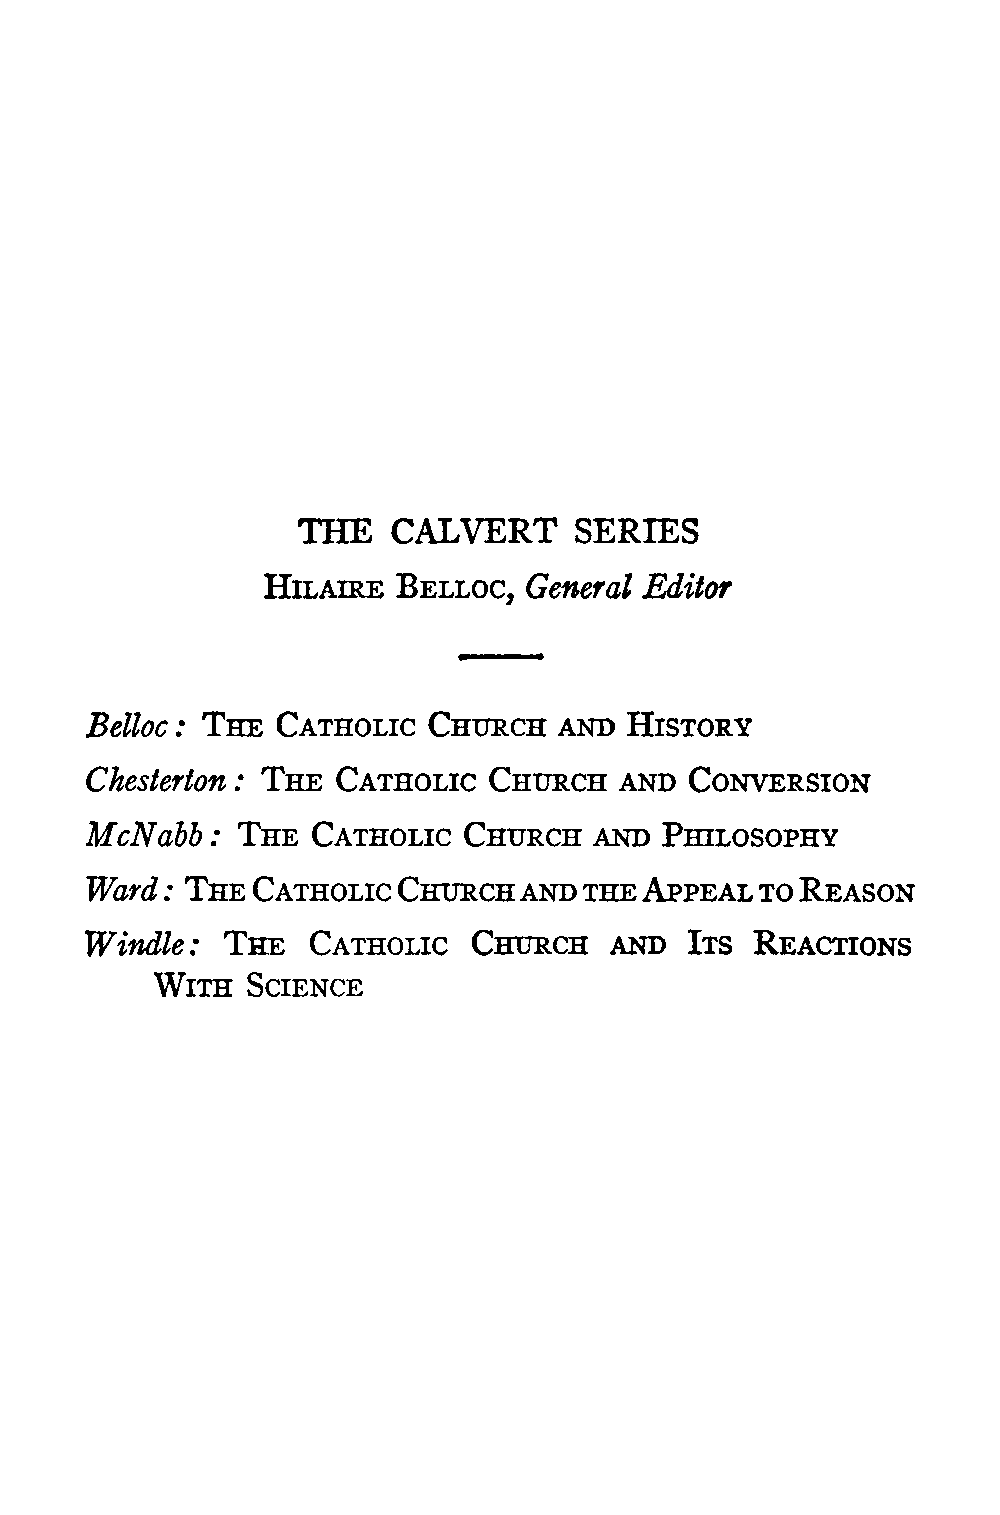 THE CALVERT SERIES
HILAIRE BELLOC, General Editor
Belloc: THE CATHOLIC CHURCH AND HISTORY
Chesterton: THE CATHOLIC CHURCH AND CONVERSION
McNabb: THE CATHOLIC CHURCH AND PHILOSOPHY
Ward: THE CATHOLIC CHURCH AND THE APPEAL TO REASON
Windle: THE CATHOLIC CHURCH AND ITS REACTIONS
WITH SCIENCE